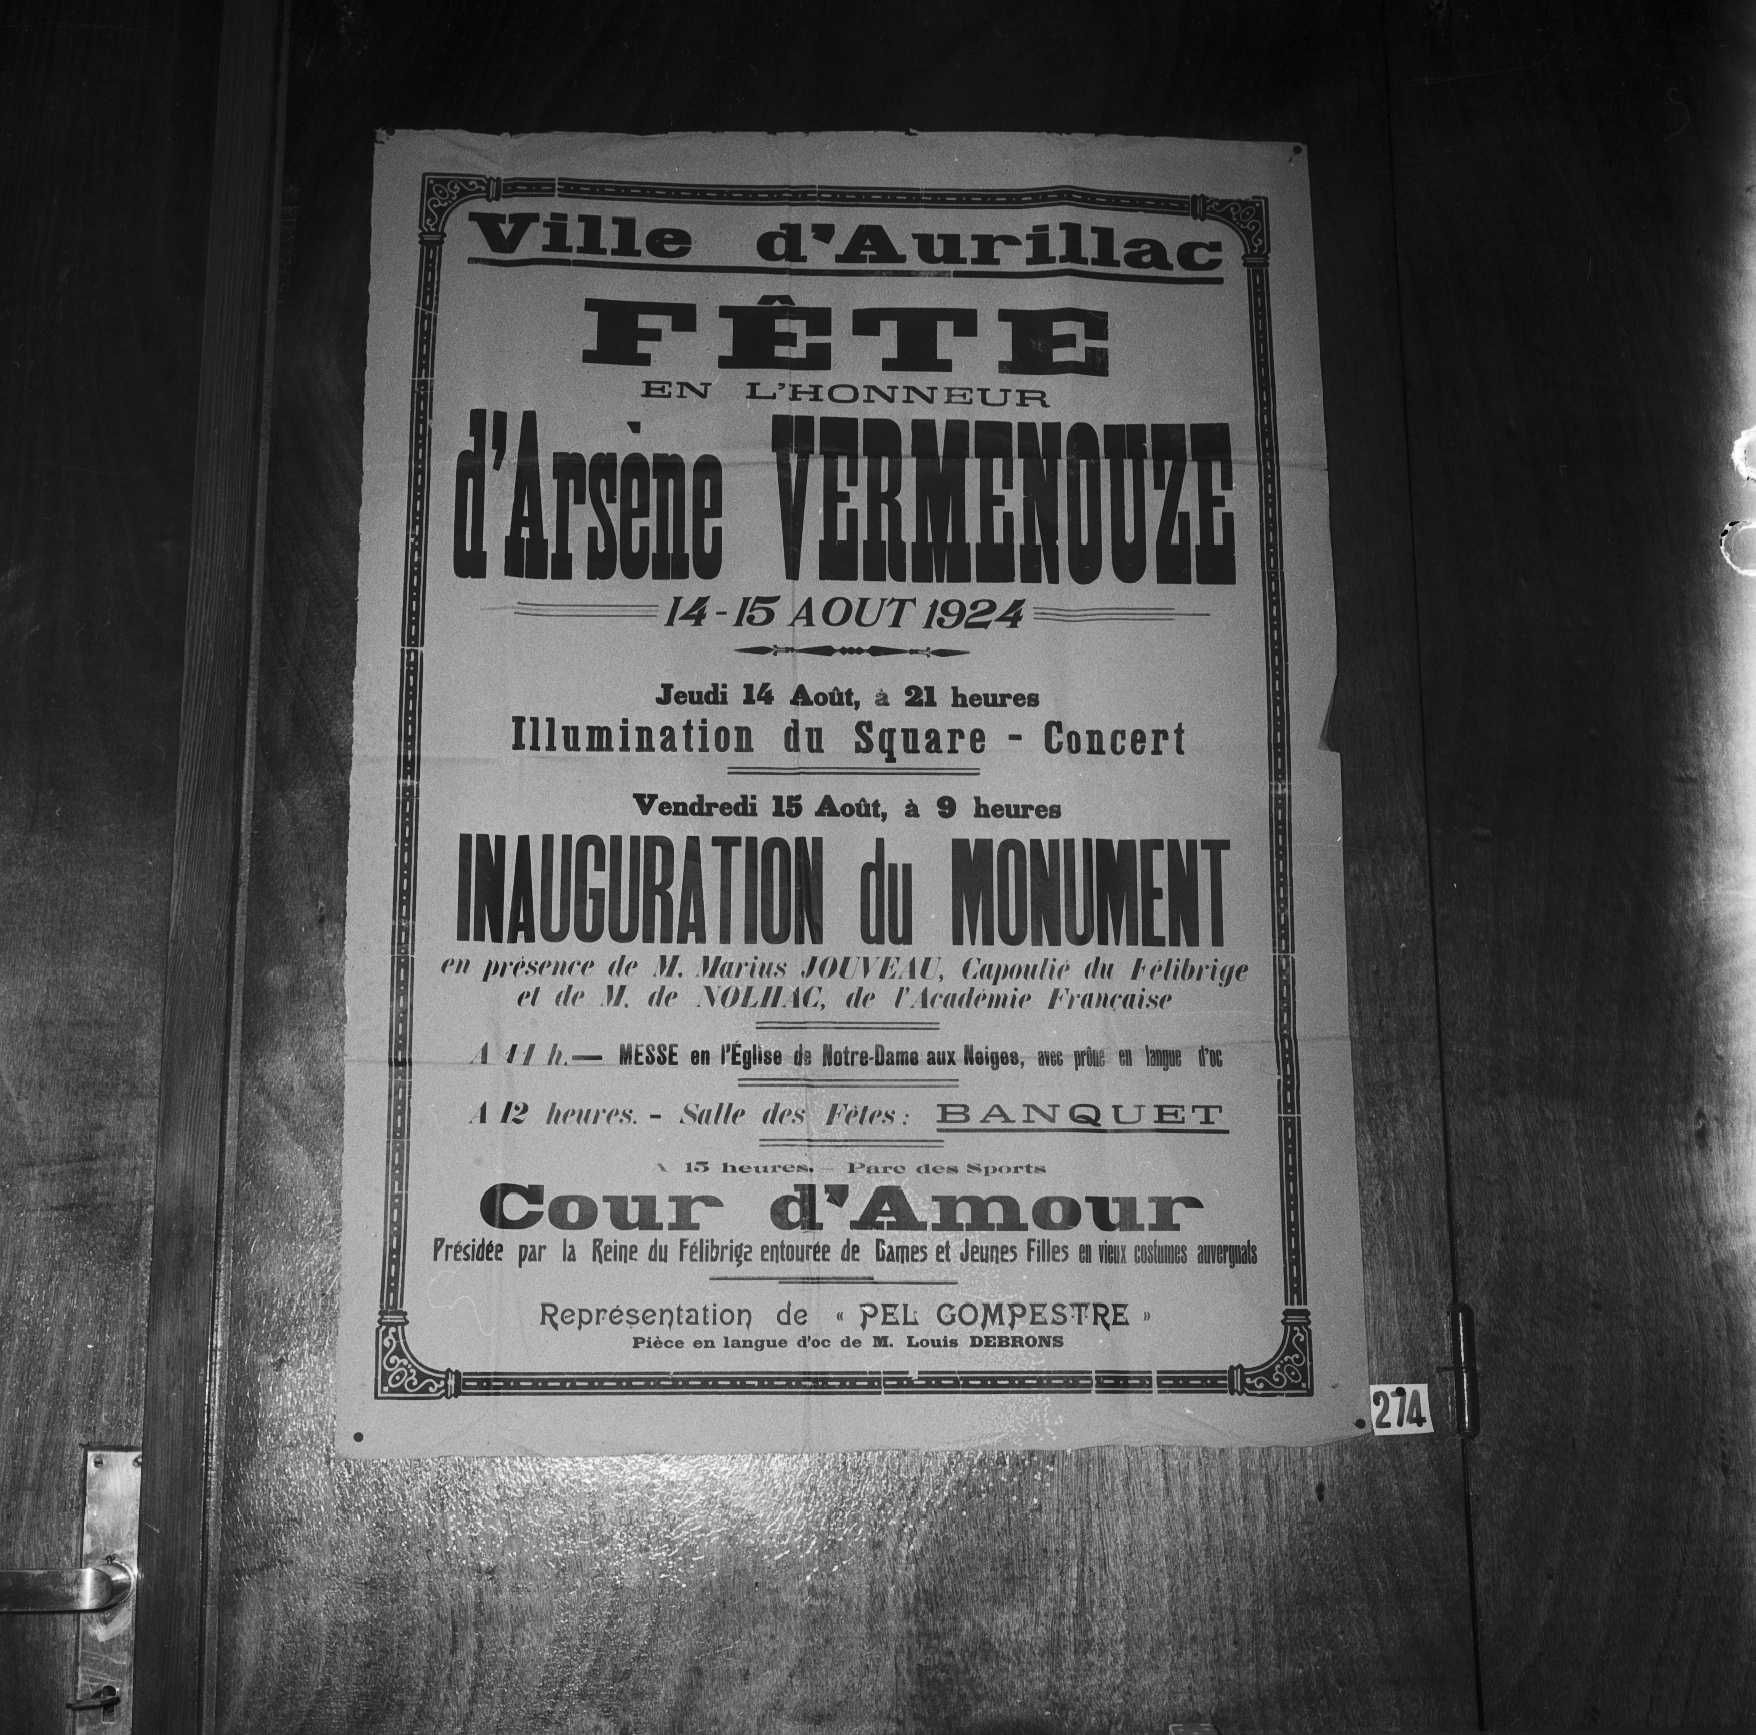 Ville d'Aurillac
FÊTE
EN L'HONNEUR
d'Arsène VERMENOUZE
14-15 AOUT 1924
Jeudi 14 Août, à 21 heures
Illumination du Square - Concert
Vendredi 15 Août, à 9 heures
INAUGURATION du MONUMENT
en présence de M. Marius JOUVEAU, Capoulié du Félibrige
et de M. de NOLHAC, de l'Académie Française
A 11 h. — MESSE en l'Église de Notre-Dame aux Neiges, avec prône en langue d'oc
A 12 heures. - Salle des Fêtes : BANQUET
A 15 heures. - Parc des Sports
Cour d'Amour
Présidée par la Reine du Félibrige entourée de Dames et Jeunes Filles en vieux costumes auvergnats
Représentation de « PEL GOMPESTRE »
Pièce en langue d'oc de M. Louis DEBRONS
274